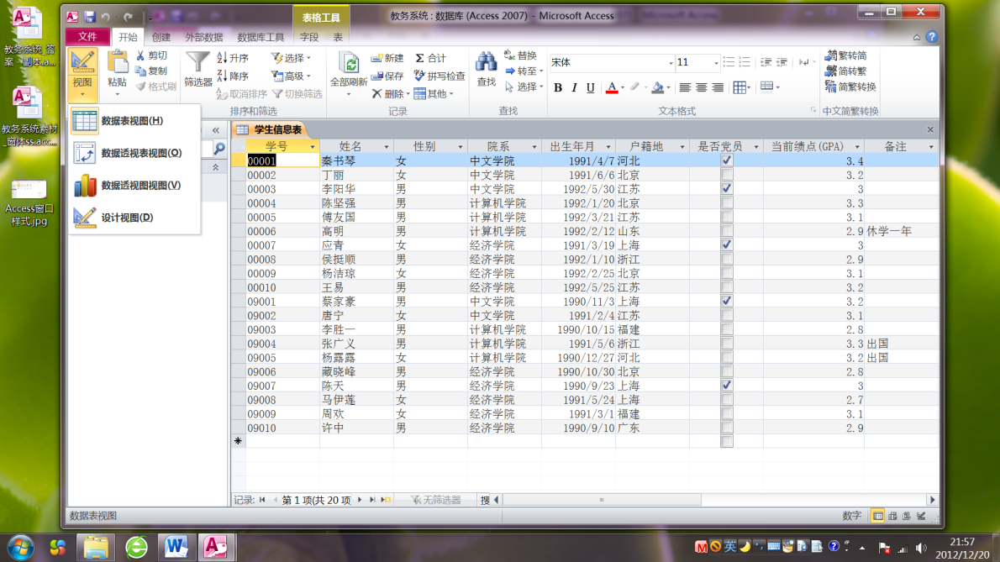 教务系统 : 数据库 (Access 2007) - Microsoft Access
表格工具
文件 开始 创建 外部数据 数据库工具 字段 表
视图 粘贴 剪切 复制 格式刷
筛选器 升序 降序 取消排序 选择 高级 切换筛选
排序和筛选
全部刷新 新建 保存 删除 合计 拼写检查 其他
记录
查找 替换 转至 选择
查找
宋体 11
B I U A
文本格式
繁转简
简转繁
简繁转换
中文简繁转换
数据表视图(H)
数据透视表视图(O)
数据透视图视图(V)
设计视图(D)
学生信息表
学号 姓名 性别 院系 出生年月 户籍地 是否党员 当前绩点(GPA) 备注
00001 秦书琴 女 中文学院 1991/4/7 河北 3.4
00002 丁丽 女 中文学院 1991/6/6 北京 3.2
00003 李阳华 男 中文学院 1992/5/30 江苏 3
00004 陈坚强 男 计算机学院 1992/1/20 北京 3.3
00005 傅友国 男 计算机学院 1992/3/21 江苏 3.1
00006 高明 男 计算机学院 1992/2/12 山东 2.9 休学一年
00007 应青 女 经济学院 1991/3/19 上海 3
00008 侯挺顺 男 经济学院 1992/1/10 浙江 2.9
00009 杨洁琼 女 经济学院 1992/2/25 北京 3.1
00010 王易 男 经济学院 1992/5/25 江苏 3.2
09001 蔡家豪 男 中文学院 1990/11/3 上海 3.2
09002 唐宁 女 中文学院 1991/2/4 江苏 3.1
09003 李胜一 男 计算机学院 1990/10/15 福建 2.8
09004 张广义 男 计算机学院 1991/5/6 浙江 3.3 出国
09005 杨露露 女 计算机学院 1990/12/27 河北 3.2 出国
09006 藏晓峰 男 经济学院 1990/10/30 北京 2.8
09007 陈天 男 经济学院 1990/9/23 上海 3
09008 马伊莲 女 经济学院 1991/5/24 上海 2.7
09009 周欢 女 经济学院 1991/3/1 福建 3.1
09010 许中 男 经济学院 1990/9/10 广东 2.9
记录: 第 1 项(共 20 项 无筛选器 搜
数据表视图 数字
教务系统_答
案 - 副本.a...
教务系统素材
_窗体ss.acc...
Access窗口
样式.jpg
英
21:57
2012/12/20